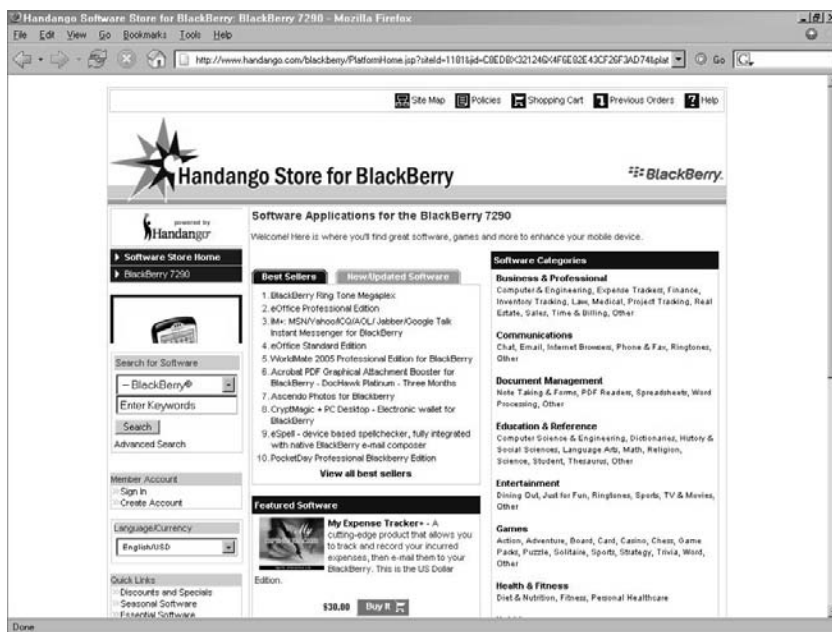 Handango Software Store for BlackBerry: BlackBerry 7290 - Mozilla Firefox
File Edit View Go Bookmarks Tools Help
Go
Site Map Policies Shopping Cart Previous Orders Help
Handango Store for BlackBerry
BlackBerry.
powered by
Handango
Software Store Home
BlackBerry 7290
Search for Software
-- BlackBerry®
Enter Keywords
Search
Advanced Search
Member Account
Sign In
Create Account
Language/Currency
English/USD
Quick Links
Discounts and Specials
Seasonal Software
Essential Software
Software Applications for the BlackBerry 7290
Welcome! Here is where you'll find great software, games and more to enhance your mobile device.
Best Sellers New/Updated Software
1. BlackBerry Ring Tone Megaplex
2. eOffice Professional Edition
3. IM+: MSN/Yahoo/ICQ/AOL/ Jabber/Google Talk
Instant Messenger for BlackBerry
4. eOffice Standard Edition
5. WorldMate 2005 Professional Edition for BlackBerry
6. Acrobat PDF Graphical Attachment Booster for
BlackBerry - DocHawk Platinum - Three Months
7. Ascendo Photos for Blackberry
8. CryptMagic + PC Desktop - Electronic wallet for
BlackBerry
9. eSpell - device based spellchecker, fully integrated
with native BlackBerry e-mail composer
10. PocketDay Professional Blackberry Edition
View all best sellers
Featured Software
My Expense Tracker+ - A
cutting-edge product that allows you
to track and record your incurred
expenses, then e-mail them to your
BlackBerry. This is the US Dollar
Edition.
$30.00 Buy It
Software Categories
Business & Professional
Computer & Engineering, Expense Trackers, Finance,
Inventory Tracking, Law, Medical, Project Tracking, Real
Estate, Sales, Time & Billing, Other
Communications
Chat, Email, Internet Browsers, Phone & Fax, Ringtones,
Other
Document Management
Note Taking & Forms, PDF Readers, Spreadsheets, Word
Processing, Other
Education & Reference
Computer Science & Engineering, Dictionaries, History &
Social Sciences, Language Arts, Math, Religion,
Science, Student, Thesaurus, Other
Entertainment
Dining Out, Just for Fun, Ringtones, Sports, TV & Movies,
Other
Games
Action, Adventure, Board, Card, Casino, Chess, Game
Packs, Puzzle, Solitaire, Sports, Strategy, Trivia, Word,
Other
Health & Fitness
Diet & Nutrition, Fitness, Personal Healthcare
Done